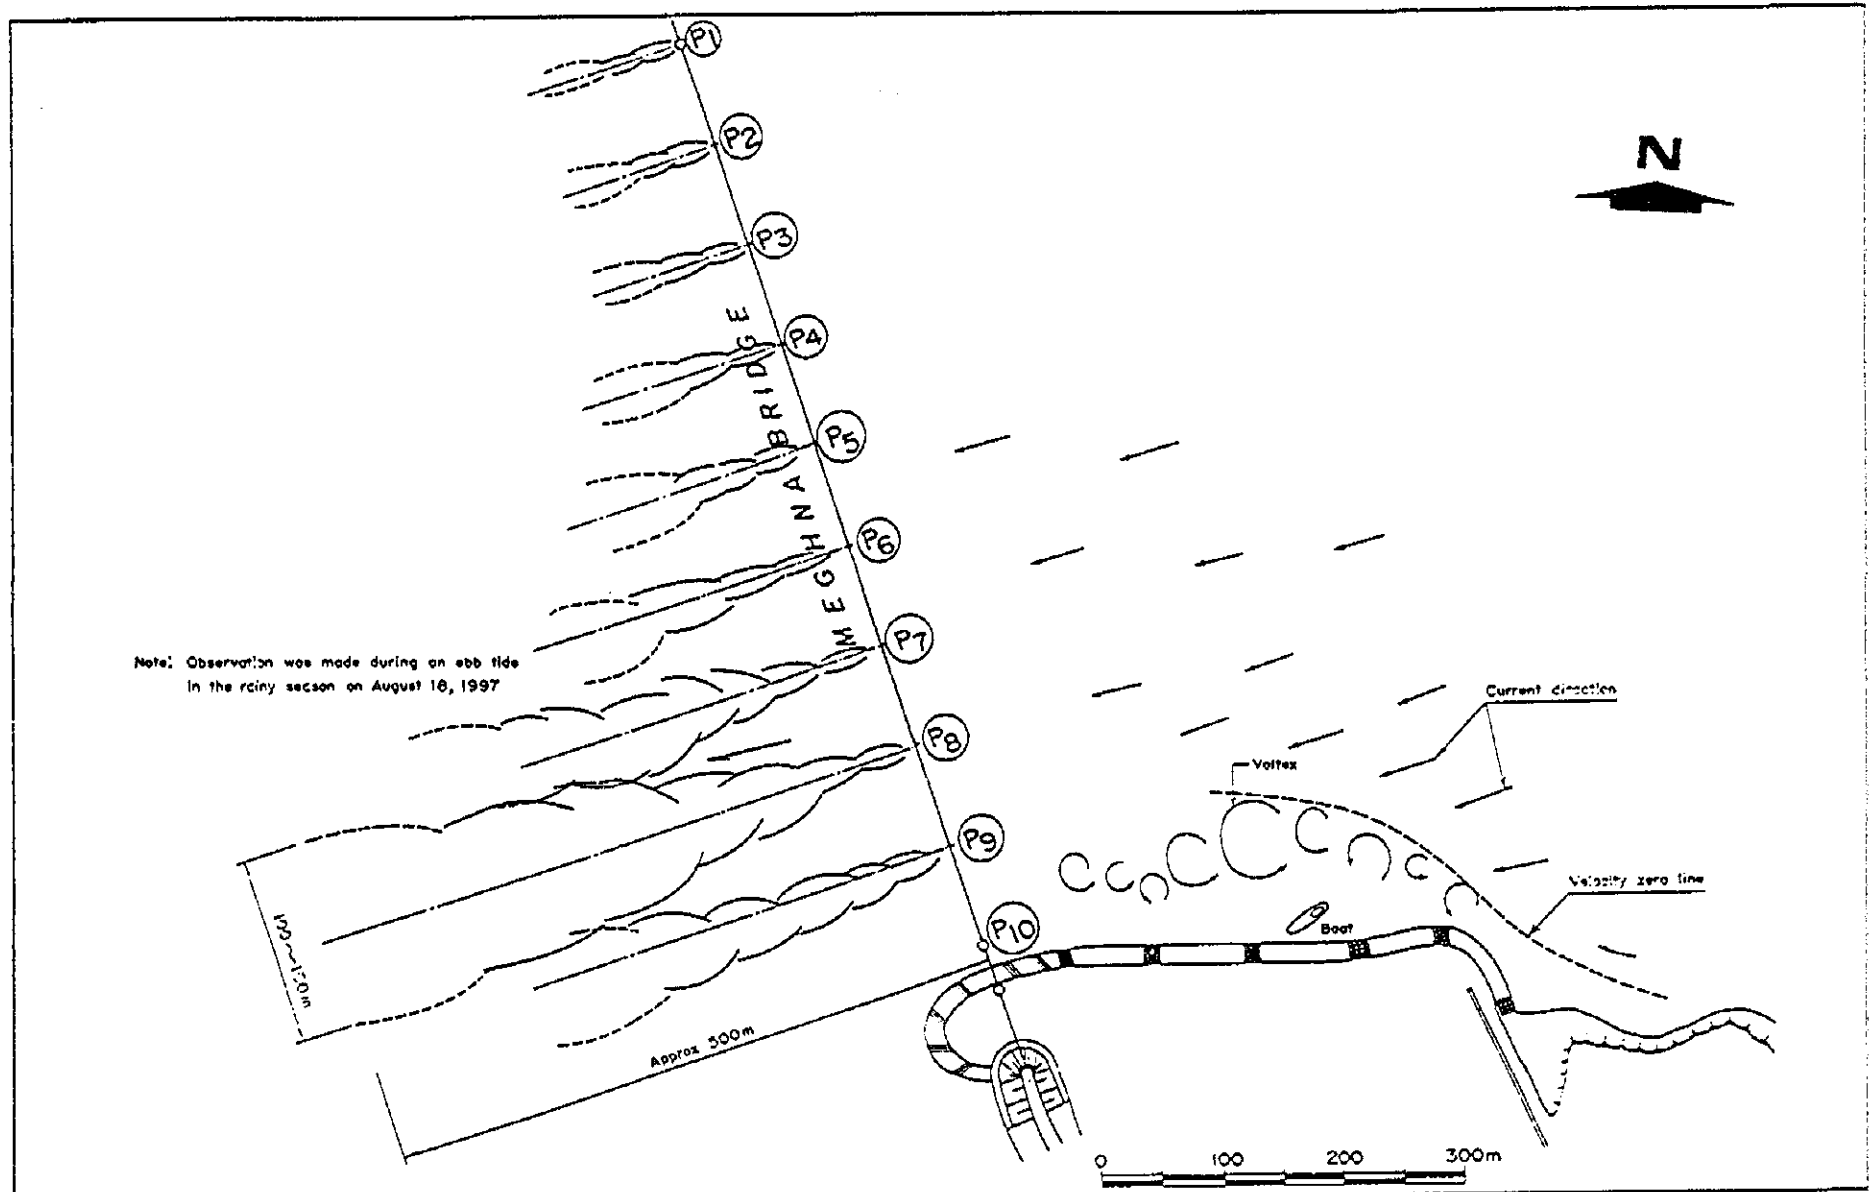 P1
N
P2
P3
P4
P5
P6
P7
P8
P9
P10
MEGHNA BRIDGE
Note: Observation was made during an ebb tide
in the rainy season on August 18, 1997
Current direction
Voltex
Velocity zero line
Boat
Approx 500m
0 100 200 300m